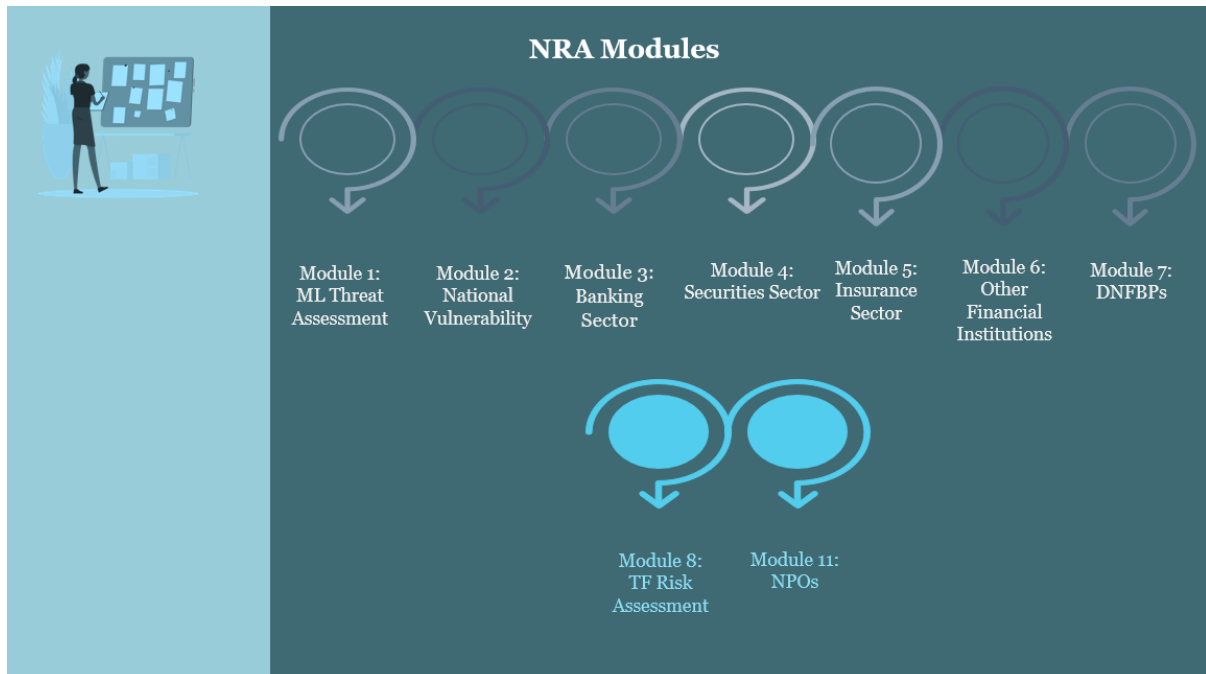 NRA Modules
Module 1:
ML Threat
Assessment
Module 2:
National
Vulnerability
Module 3:
Banking
Sector
Module 4:
Securities Sector
Module 5:
Insurance
Sector
Module 6:
Other
Financial
Institutions
Module 7:
DNFBPs
Module 8:
TF Risk
Assessment
Module 11:
NPOs